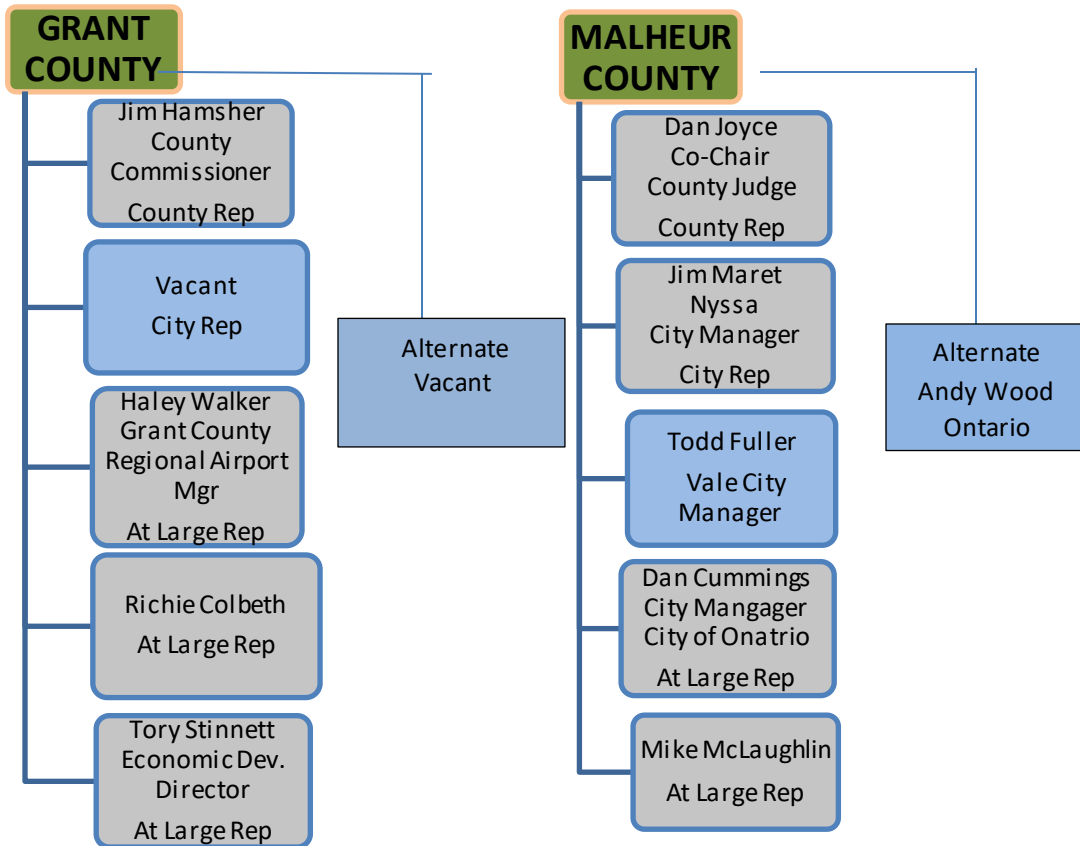 GRANT
COUNTY
Jim Hamsher
County
Commissioner
County Rep
Vacant
City Rep
Haley Walker
Grant County
Regional Airport
Mgr
At Large Rep
Richie Colbeth
At Large Rep
Tory Stinnett
Economic Dev.
Director
At Large Rep
Alternate
Vacant
MALHEUR
COUNTY
Dan Joyce
Co-Chair
County Judge
County Rep
Jim Maret
Nyssa
City Manager
City Rep
Todd Fuller
Vale City
Manager
Dan Cummings
City Mangager
City of Onatrio
At Large Rep
Mike McLaughlin
At Large Rep
Alternate
Andy Wood
Ontario